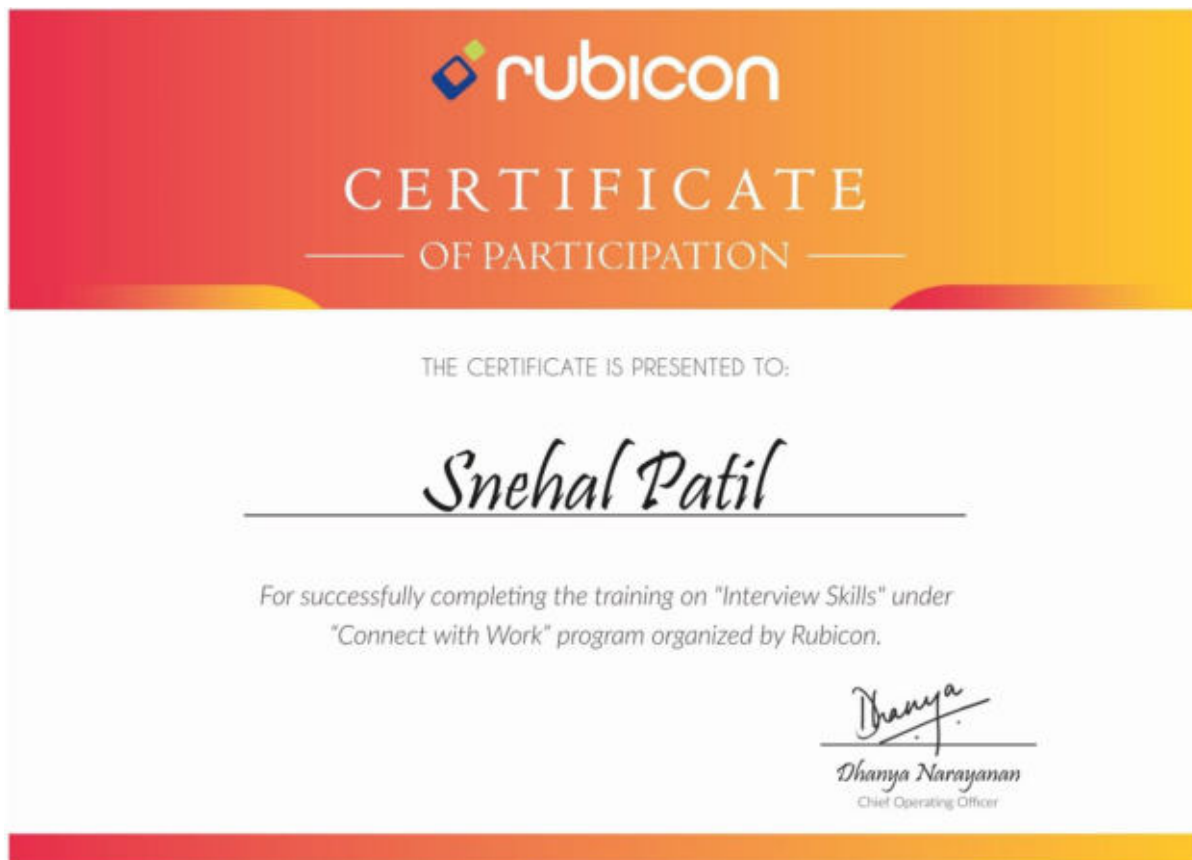 rubicon
CERTIFICATE
OF PARTICIPATION
THE CERTIFICATE IS PRESENTED TO:
Snehal Patil
For successfully completing the training on "Interview Skills" under
"Connect with Work" program organized by Rubicon.
Dhanya
Dhanya Narayanan
Chief Operating Officer